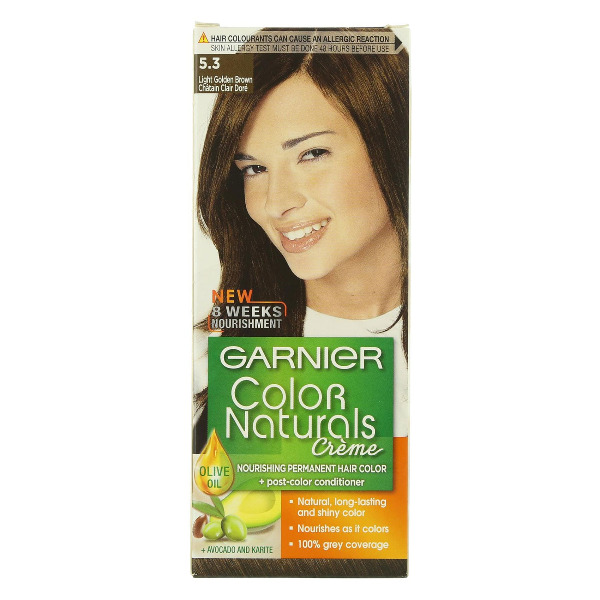 HAIR COLOURANTS CAN CAUSE AN ALLERGIC REACTION
SKIN ALLERGY TEST MUST BE DONE 48 HOURS BEFORE USE
5.3
Light Golden Brown
Châtain Clair Doré
NEW
8 WEEKS
NOURISHMENT
GARNIER
Color
Naturals
Crème
NOURISHING PERMANENT HAIR COLOR
+ post-color conditioner
OLIVE
OIL
• Natural, long-lasting
and shiny color
• Nourishes as it colors
• 100% grey coverage
+ AVOCADO AND KARITE